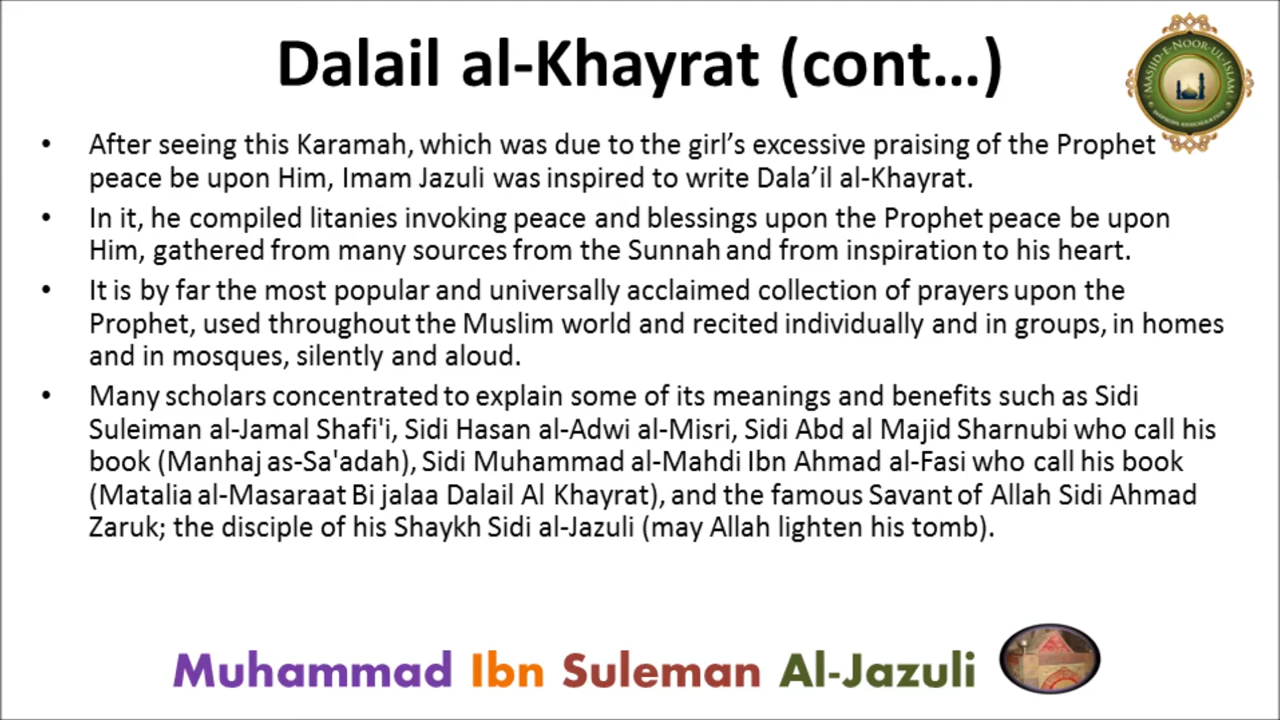 Dalail al-Khayrat (cont...)
MASJID-E-NOOR-UL-ISLAM
• After seeing this Karamah, which was due to the girl’s excessive praising of the Prophet
peace be upon Him, Imam Jazuli was inspired to write Dala’il al-Khayrat.
• In it, he compiled litanies invoking peace and blessings upon the Prophet peace be upon
Him, gathered from many sources from the Sunnah and from inspiration to his heart.
• It is by far the most popular and universally acclaimed collection of prayers upon the
Prophet, used throughout the Muslim world and recited individually and in groups, in homes
and in mosques, silently and aloud.
• Many scholars concentrated to explain some of its meanings and benefits such as Sidi
Suleiman al-Jamal Shafi'i, Sidi Hasan al-Adwi al-Misri, Sidi Abd al Majid Sharnubi who call his
book (Manhaj as-Sa'adah), Sidi Muhammad al-Mahdi Ibn Ahmad al-Fasi who call his book
(Matalia al-Masaraat Bi jalaa Dalail Al Khayrat), and the famous Savant of Allah Sidi Ahmad
Zaruk; the disciple of his Shaykh Sidi al-Jazuli (may Allah lighten his tomb).
Muhammad Ibn Suleman Al-Jazuli